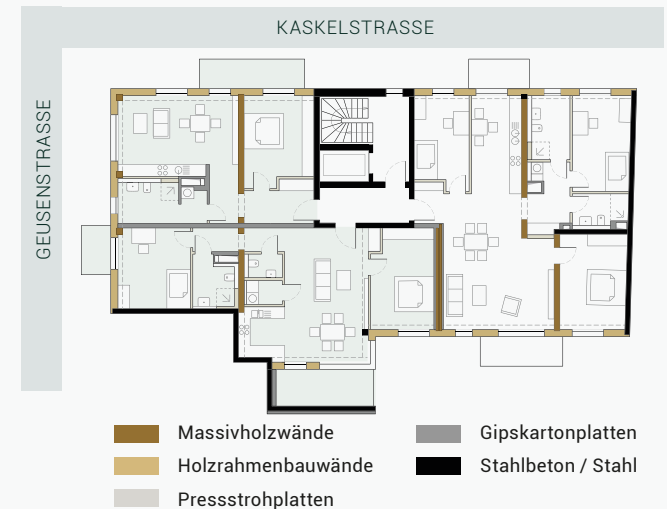 KASKELSTRASSE
GEUSENSTRASSE
Massivholzwände
Holzrahmenbauwände
Pressstrohplatten
Gipskartonplatten
Stahlbeton / Stahl